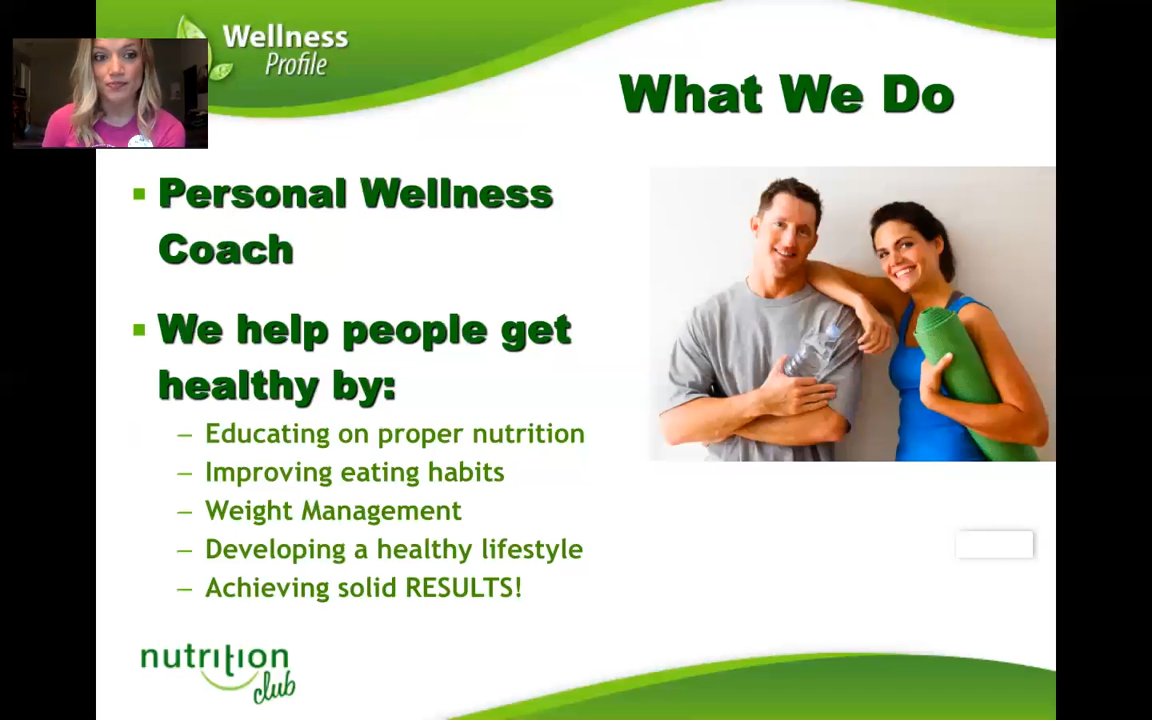 Wellness
Profile
What We Do
Personal Wellness
Coach
We help people get
healthy by:
– Educating on proper nutrition
– Improving eating habits
– Weight Management
– Developing a healthy lifestyle
– Achieving solid RESULTS!
nutrition
club